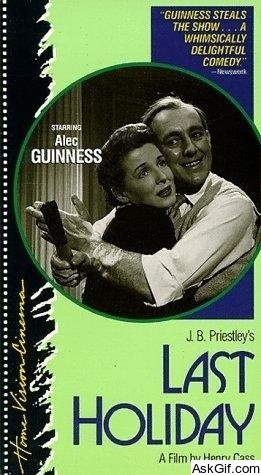 "GUINNESS STEALS
THE SHOW . . . A
WHIMSICALLY
DELIGHTFUL
COMEDY."
—Newsweek
STARRING
Alec
GUINNESS
J. B. Priestley's
LAST
HOLIDAY
A Film by Henry Cass
Home Vision Cinema
AskGif.com